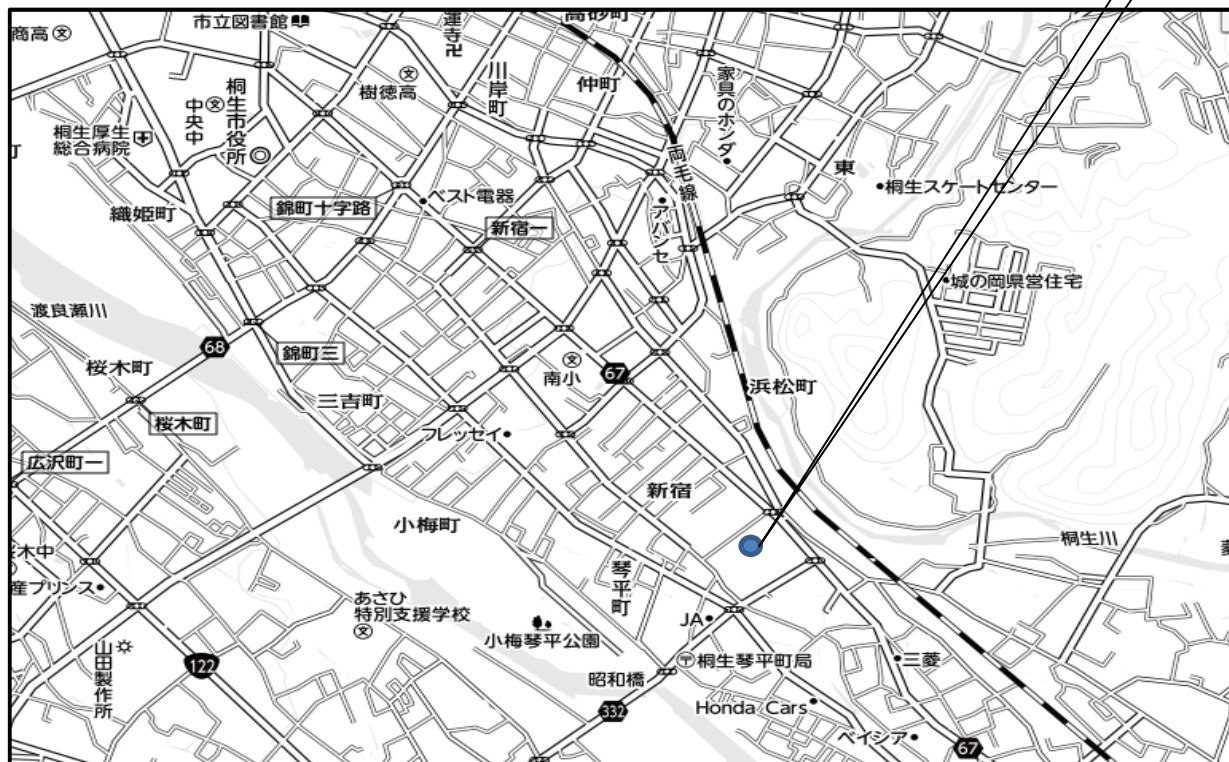 市立図書館
蓮寺
高砂町
商高
川岸町
仲町
家具のホンダ
樹徳高
中央中
桐生市役所
桐生厚生
総合病院
町
両毛線
東
桐生スケートセンター
織姫町
錦町十字路
ベスト電器
新宿一
アバンセ
城の岡県営住宅
渡良瀬川
68
錦町三
桜木町
南小
67
浜松町
三吉町
桜木町
フレッセイ
広沢町一
新宿
小梅町
桐生川
木中
産プリンス
琴平町
あさひ
特別支援学校
小梅琴平公園
JA
山田製作所
122
桐生琴平町局
三菱
昭和橋
332
Honda Cars
ベイシア
67